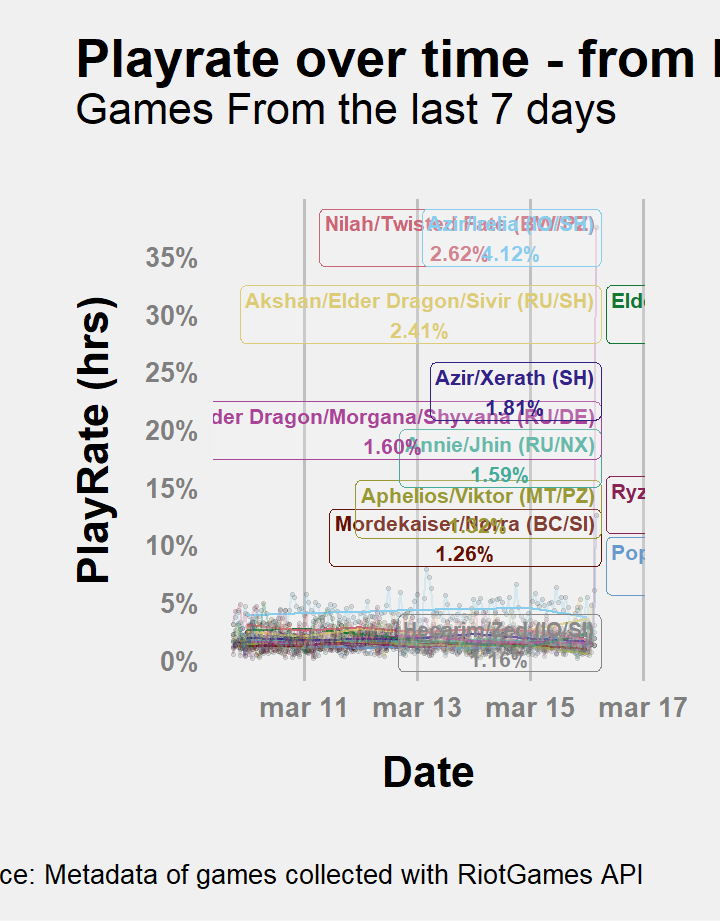 Playrate over time - from
Games From the last 7 days
Nilah/Twisted Fate (BW/PZ)
2.62%
4.12%
35%
Akshan/Elder Dragon/Sivir (RU/SH)
2.41%
Elde
30%
Azir/Xerath (SH)
1.81%
25%
der Dragon/Morgana/Shyvana (RU/DE)
1.60%
20%
Annie/Jhin (RU/NX)
1.59%
Aphelios/Viktor (MT/PZ)
1.32%
Ryz
15%
Mordekaiser/Norra (BC/SI)
1.26%
10%
Pop
5%
1.16%
0%
PlayRate (hrs)
mar 11 mar 13 mar 15 mar 17
Date
ce: Metadata of games collected with RiotGames API